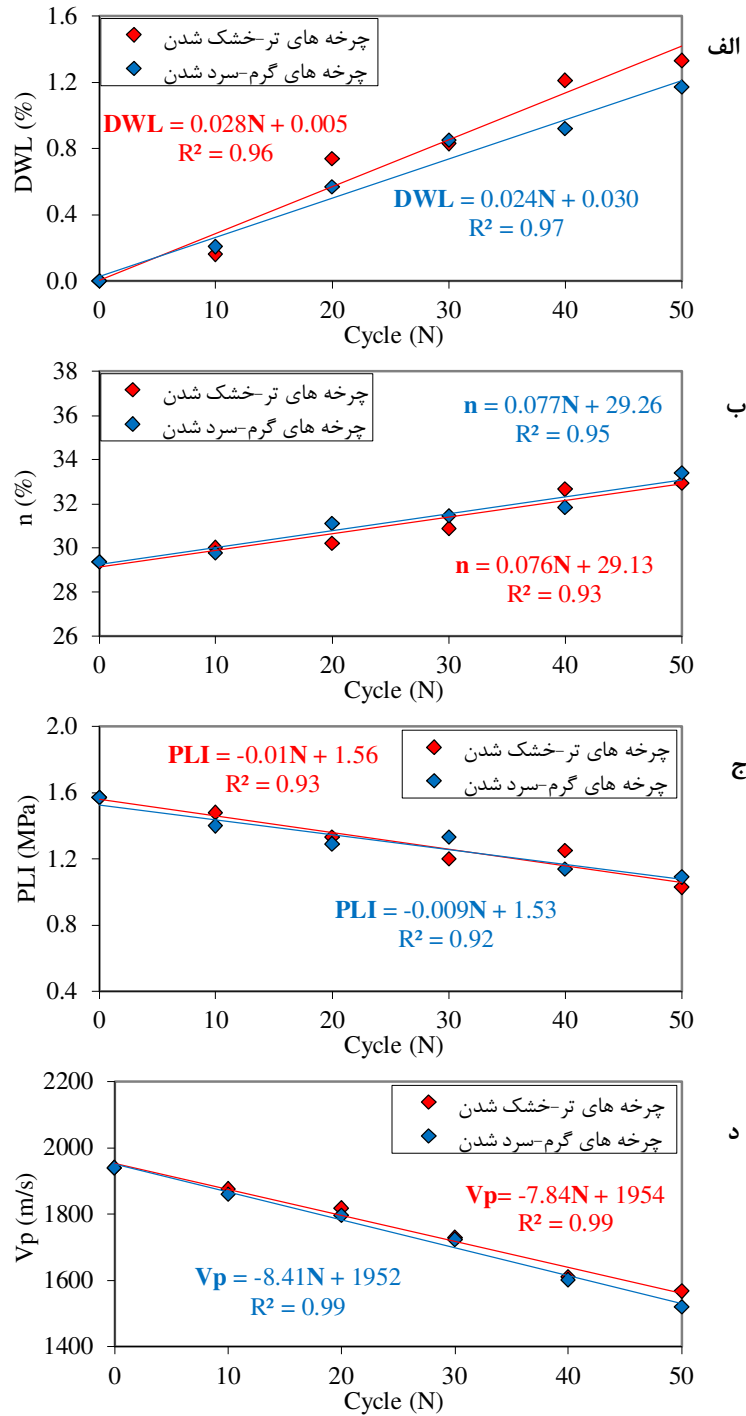 الف
چرخه های تر-خشک شدن
چرخه های گرم-سرد شدن
DWL = 0.028N + 0.005
R² = 0.96
DWL = 0.024N + 0.030
R² = 0.97
DWL (%)
1.6
1.2
0.8
0.4
0.0
0 10 20 30 40 50
Cycle (N)
ب
چرخه های تر-خشک شدن
چرخه های گرم-سرد شدن
n = 0.077N + 29.26
R² = 0.95
n = 0.076N + 29.13
R² = 0.93
n (%)
38
36
34
32
30
28
26
0 10 20 30 40 50
Cycle (N)
ج
چرخه های تر-خشک شدن
چرخه های گرم-سرد شدن
PLI = -0.01N + 1.56
R² = 0.93
PLI = -0.009N + 1.53
R² = 0.92
PLI (MPa)
2.0
1.6
1.2
0.8
0.4
0 10 20 30 40 50
Cycle (N)
د
چرخه های تر-خشک شدن
چرخه های گرم-سرد شدن
Vp= -7.84N + 1954
R² = 0.99
Vp = -8.41N + 1952
R² = 0.99
Vp (m/s)
2200
2000
1800
1600
1400
0 10 20 30 40 50
Cycle (N)